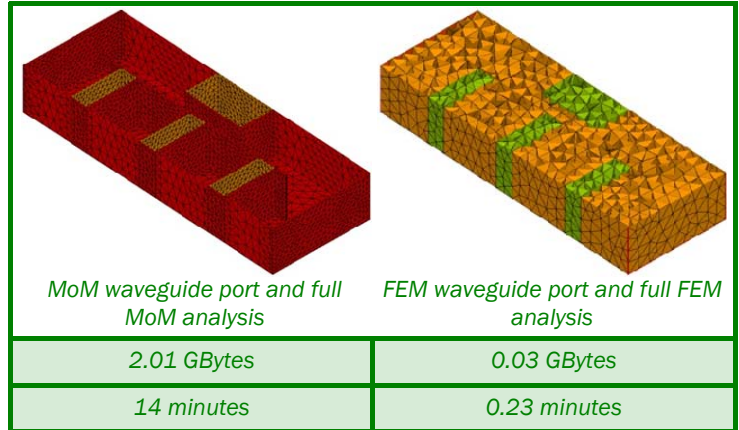 MoM waveguide port and full
MoM analysis
FEM waveguide port and full FEM
analysis
2.01 GBytes
0.03 GBytes
14 minutes
0.23 minutes